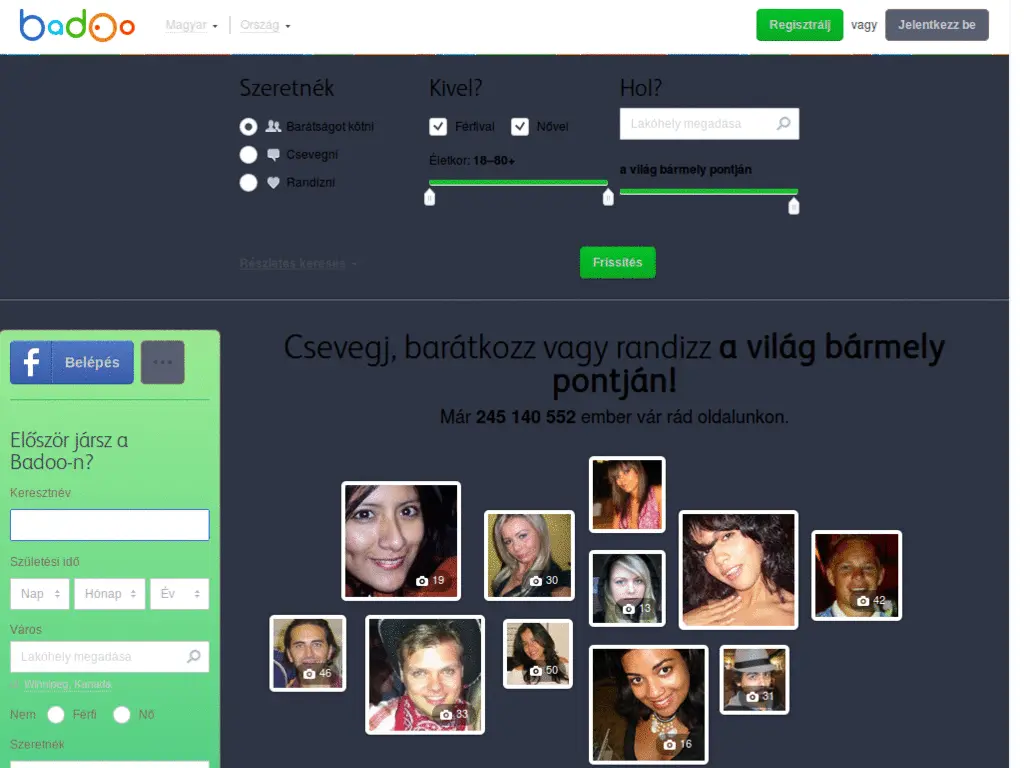 badoo
Magyar
Ország
Regisztrálj vagy Jelentkezz be
Szeretnék
Barátságot kötni
Csevegni
Randizni
Kivel?
Férfival Nővel
Életkor: 18–80+
Hol?
Lakóhely megadása
a világ bármely pontján
Részletes keresés
Frissítés
f Belépés ...
Először jársz a
Badoo-n?
Keresztnév
Születési idő
Nap Hónap Év
Város
Lakóhely megadása
Winnipeg, Kanada
Nem Férfi Nő
Szeretnék
Csevegj, barátkozz vagy randizz a világ bármely
pontján!
Már 245 140 552 ember vár rád oldalunkon.
19
30
13
42
46
33
50
16
31